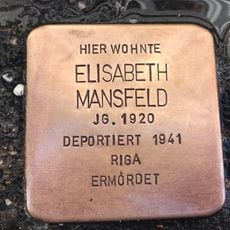 HIER WOHNTE
ELISABETH
MANSFELD
JG. 1920
DEPORTIERT 1941
RIGA
ERMORDET